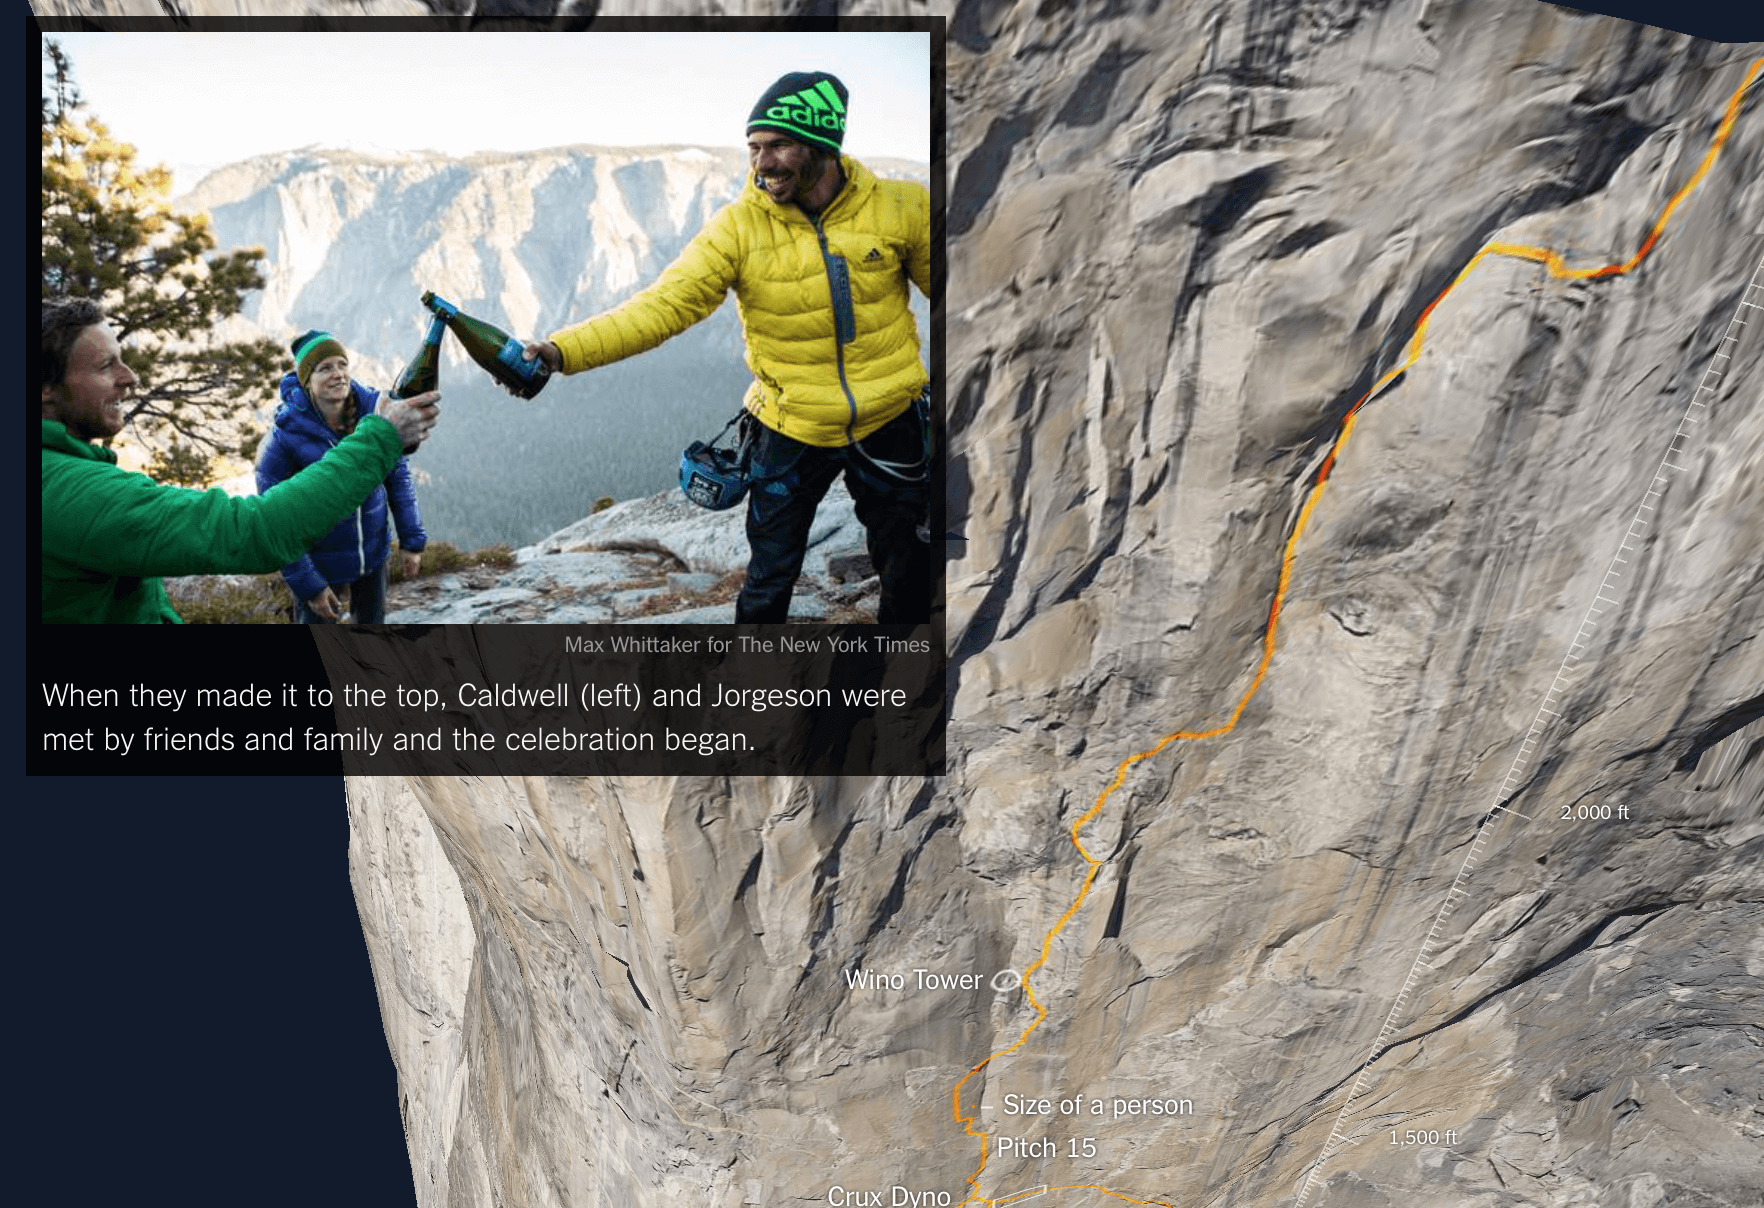 adida
Max Whittaker for The New York Times
When they made it to the top, Caldwell (left) and Jorgeson were
met by friends and family and the celebration began.
2,000 ft
Wino Tower
Size of a person
Pitch 15
1,500 ft
Crux Dyno